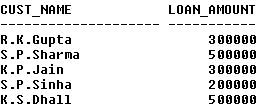 CUST_NAME LOAN_AMOUNT
-------------------- -----------
R.K.Gupta 300000
S.P.Sharma 500000
K.P.Jain 300000
S.P.Sinha 200000
K.S.Dhall 500000